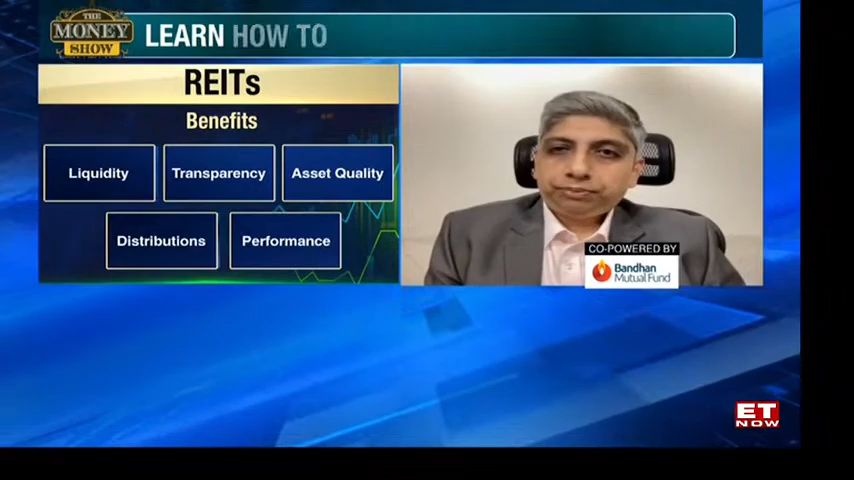 THE
MONEY
SHOW
LEARN HOW TO
REITs
Benefits
Liquidity
Transparency
Asset Quality
Distributions
Performance
CO-POWERED BY
Bandhan
Mutual Fund
ET
NOW